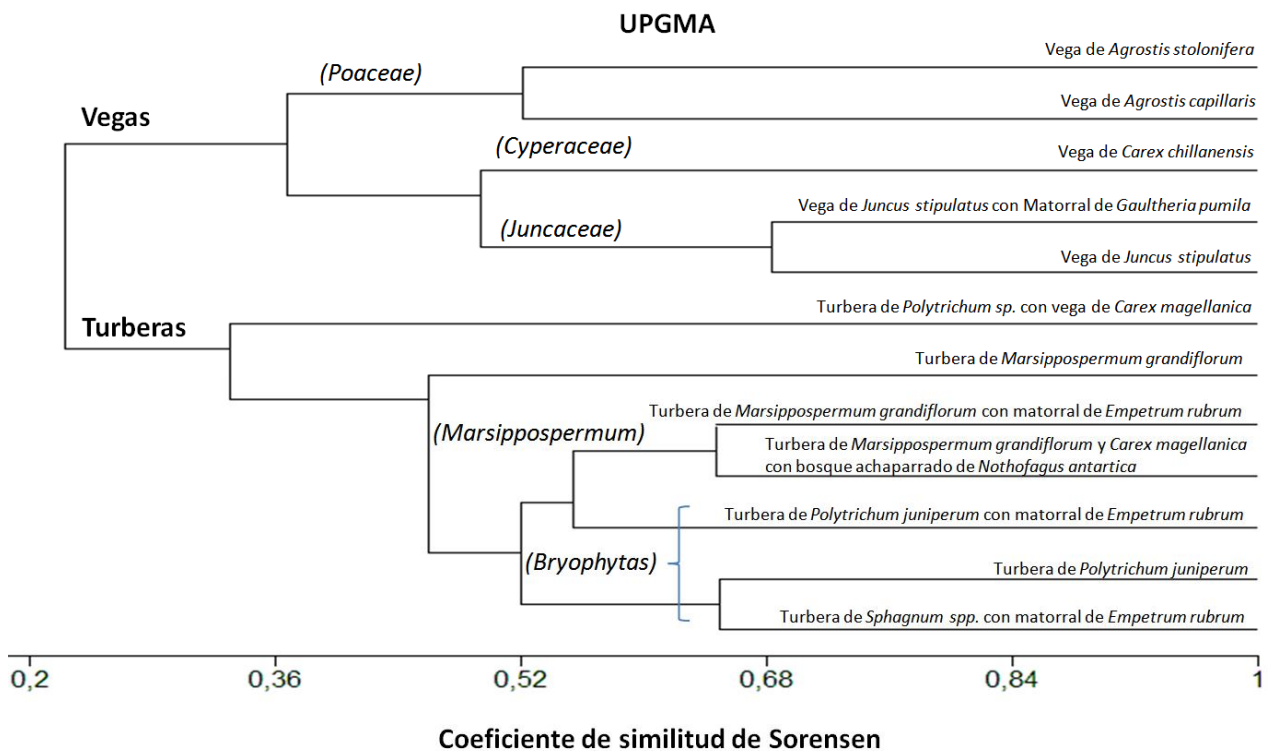 UPGMA
Vega de Agrostis stolonifera
(Poaceae)
Vega de Agrostis capillaris
Vegas
(Cyperaceae)
Vega de Carex chillanensis
Vega de Juncus stipulatus con Matorral de Gaultheria pumila
(Juncaceae)
Vega de Juncus stipulatus
Turbera de Polytrichum sp. con vega de Carex magellanica
Turberas
Turbera de Marsippospermum grandiflorum
Turbera de Marsippospermum grandiflorum con matorral de Empetrum rubrum
(Marsippospermum)
Turbera de Marsippospermum grandiflorum y Carex magellanica
con bosque achaparrado de Nothofagus antartica
Turbera de Polytrichum juniperum con matorral de Empetrum rubrum
(Bryophytas)
Turbera de Polytrichum juniperum
Turbera de Sphagnum spp. con matorral de Empetrum rubrum
0,2 0,36 0,52 0,68 0,84 1
Coeficiente de similitud de Sorensen